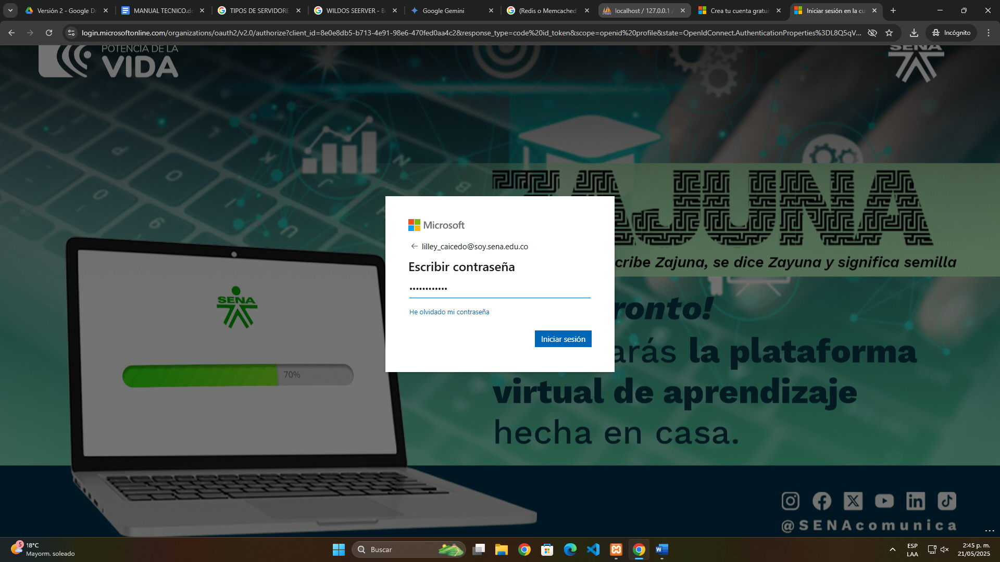 Versión 2 - Google Dr
MANUAL TECNICO.do
TIPOS DE SERVIDORE
WILDOS SEERVER - B
Google Gemini
(Redis o Memcached
localhost / 127.0.0.1 /
Crea tu cuenta gratui
Iniciar sesión en la cu
login.microsoftonline.com/organizations/oauth2/v2.0/authorize?client_id=8e0e8db5-b713-4e91-98e6-470fed0aa4c2&response_type=code%20id_token&scope=openid%20profile&state=OpenIdConnect.AuthenticationProperties%3DL8Q5qV...
Incógnito
POTENCIA DE LA
VIDA
SENA
ZAJUNA
cribe Zajuna, se dice Zayuna y significa semilla
Microsoft
lilley_caicedo@soy.sena.edu.co
Escribir contraseña
••••••••••••
He olvidado mi contraseña
Iniciar sesión
SENA
70%
ronto!
arás la plataforma
virtual de aprendizaje
hecha en casa.
@SENAcomunica
...
5
18°C
Mayorm. soleado
Buscar
ESP
LAA
2:45 p. m.
21/05/2025